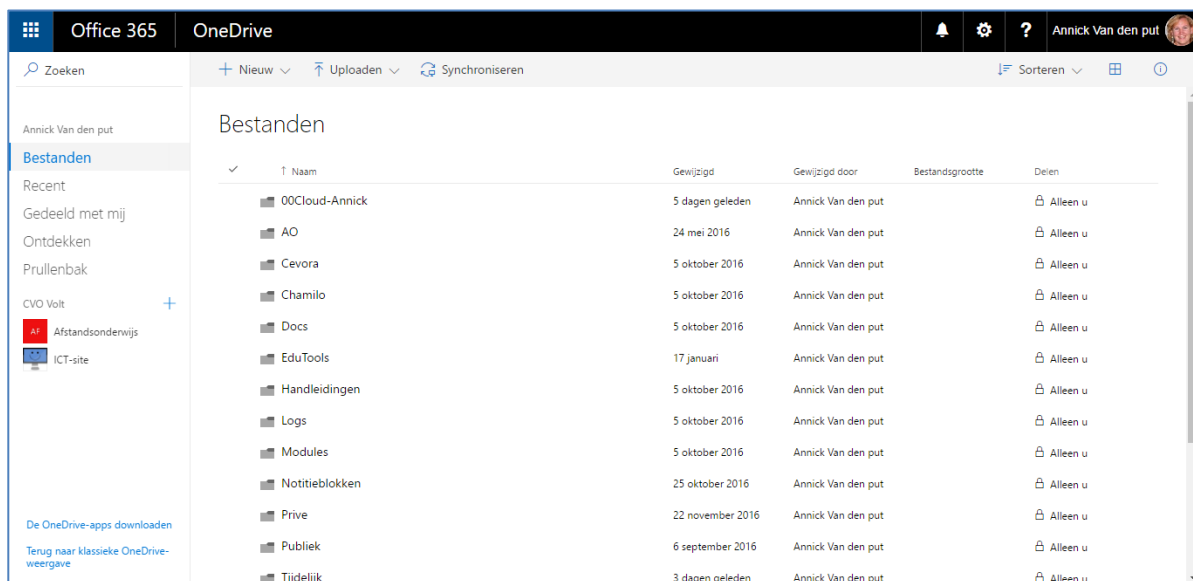 Office 365 OneDrive ? Annick Van den put
Zoeken
Nieuw Uploaden Synchroniseren Sorteren
Annick Van den put
Bestanden
Recent
Gedeeld met mij
Ontdekken
Prullenbak
CVO Volt +
AF Afstandsonderwijs
ICT-site
De OneDrive-apps downloaden
Terug naar klassieke OneDrive-
weergave
Bestanden
Naam Gewijzigd Gewijzigd door Bestandsgrootte Delen
00Cloud-Annick 5 dagen geleden Annick Van den put Alleen u
AO 24 mei 2016 Annick Van den put Alleen u
Cevora 5 oktober 2016 Annick Van den put Alleen u
Chamilo 5 oktober 2016 Annick Van den put Alleen u
Docs 5 oktober 2016 Annick Van den put Alleen u
EduTools 17 januari Annick Van den put Alleen u
Handleidingen 5 oktober 2016 Annick Van den put Alleen u
Logs 5 oktober 2016 Annick Van den put Alleen u
Modules 5 oktober 2016 Annick Van den put Alleen u
Notitieblokken 25 oktober 2016 Annick Van den put Alleen u
Prive 22 november 2016 Annick Van den put Alleen u
Publiek 6 september 2016 Annick Van den put Alleen u
Tijdelijk 3 dagen geleden Annick Van den put Alleen u